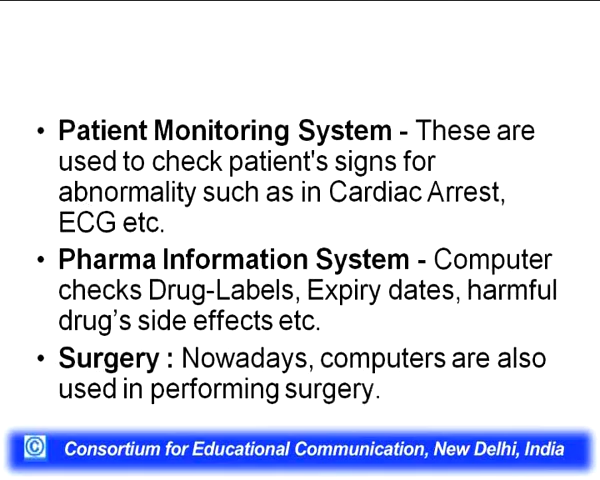 • Patient Monitoring System - These are
used to check patient's signs for
abnormality such as in Cardiac Arrest,
ECG etc.
• Pharma Information System - Computer
checks Drug-Labels, Expiry dates, harmful
drug’s side effects etc.
• Surgery : Nowadays, computers are also
used in performing surgery.
© Consortium for Educational Communication, New Delhi, India